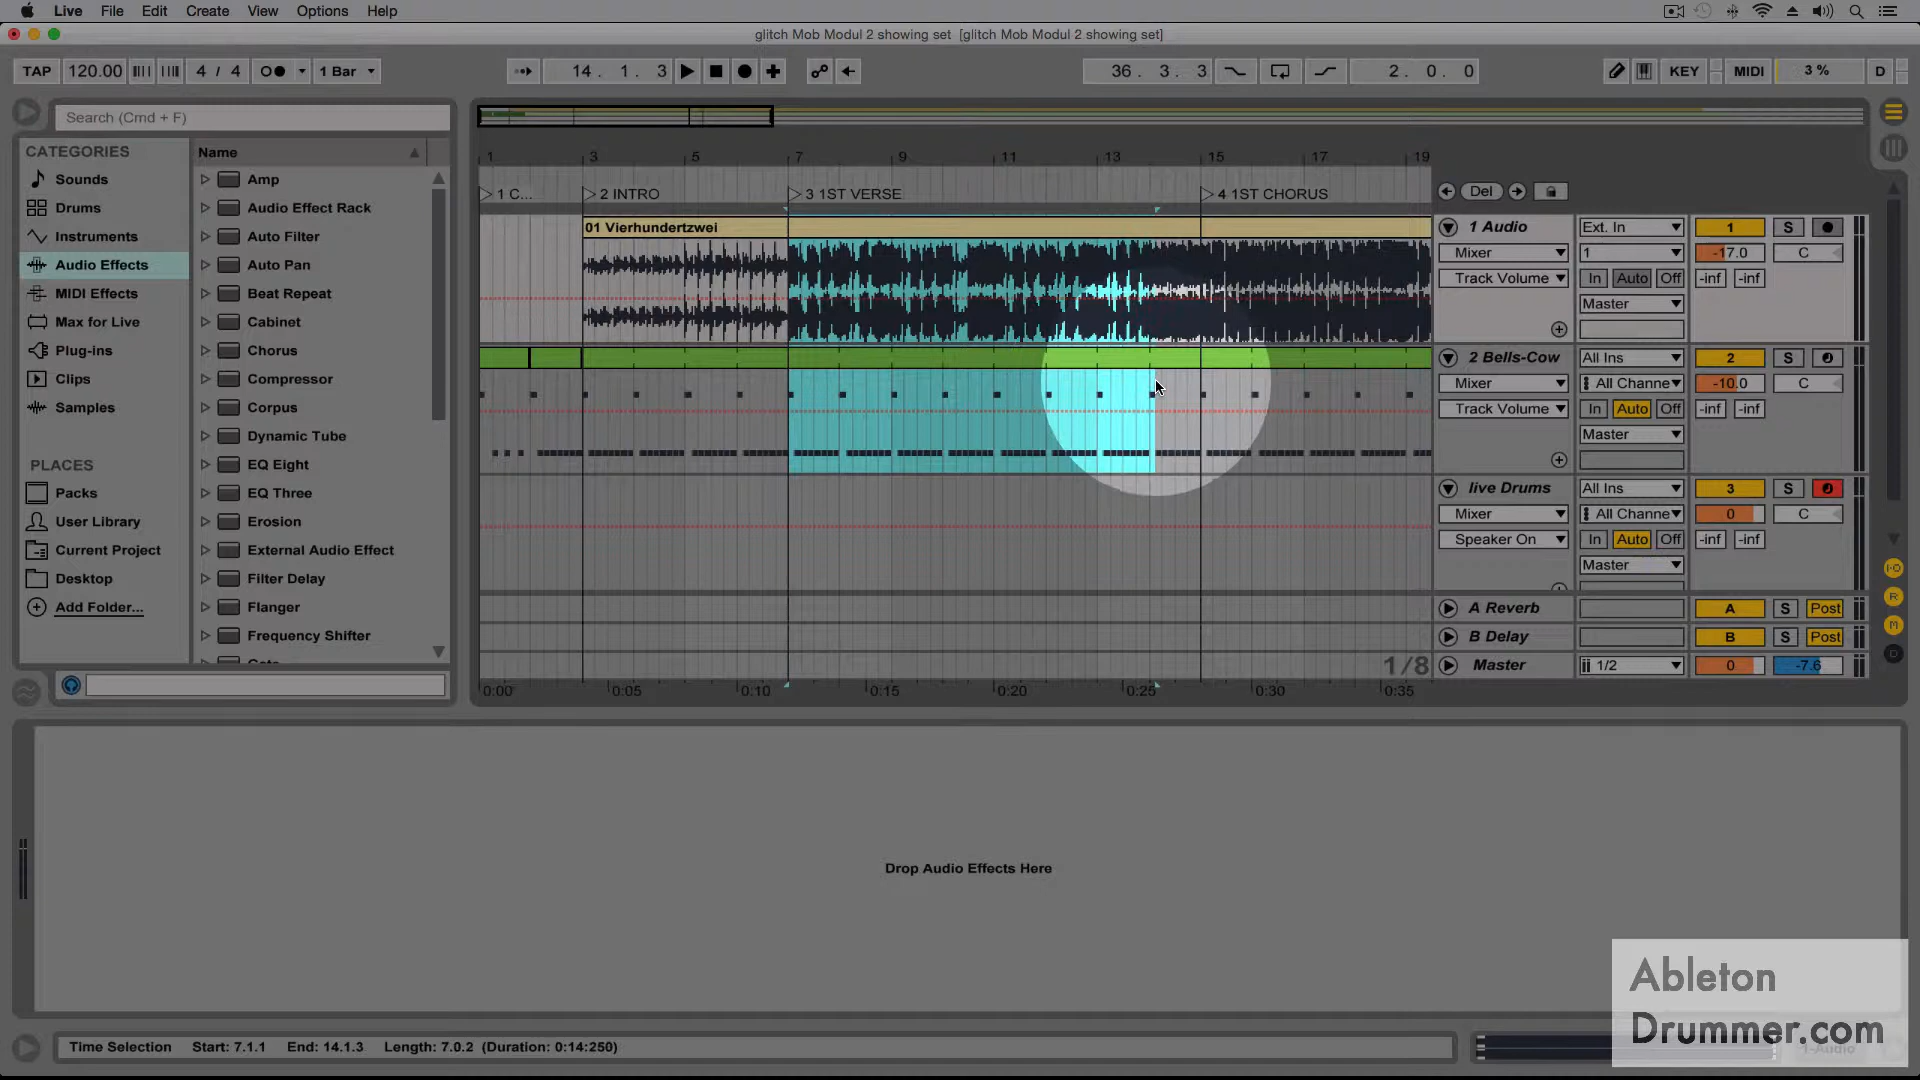 Live File Edit Create View Options Help
glitch Mob Modul 2 showing set [glitch Mob Modul 2 showing set]
TAP 120.00 4 / 4 1 Bar 14. 1. 3 36. 3. 3 2. 0. 0 KEY MIDI 3 % D
Search (Cmd + F)
CATEGORIES
Sounds
Drums
Instruments
Audio Effects
MIDI Effects
Max for Live
Plug-ins
Clips
Samples
PLACES
Packs
User Library
Current Project
Desktop
Add Folder...
Name
Amp
Audio Effect Rack
Auto Filter
Auto Pan
Beat Repeat
Cabinet
Chorus
Compressor
Corpus
Dynamic Tube
EQ Eight
EQ Three
Erosion
External Audio Effect
Filter Delay
Flanger
Frequency Shifter
1 3 5 7 9 11 13 15 17 19
1 C... 2 INTRO 3 1ST VERSE 4 1ST CHORUS
Del
01 Vierhundertzwei
1 Audio Ext. In 1 S
Mixer 1 -17.0 C
Track Volume In Auto Off -inf -inf
Master
2 Bells-Cow All Ins 2 S
Mixer All Channe -10.0 C
Track Volume In Auto Off -inf -inf
Master
live Drums All Ins 3 S
Mixer All Channe 0 C
Speaker On In Auto Off -inf -inf
Master
A Reverb A S Post
B Delay B S Post
1/8 Master 1/2 0 -7.6
0:00 0:05 0:10 0:15 0:20 0:25 0:30 0:35
I·O
R
M
D
Drop Audio Effects Here
Time Selection Start: 7.1.1 End: 14.1.3 Length: 7.0.2 (Duration: 0:14:250)
1-Audio
Ableton
Drummer.com